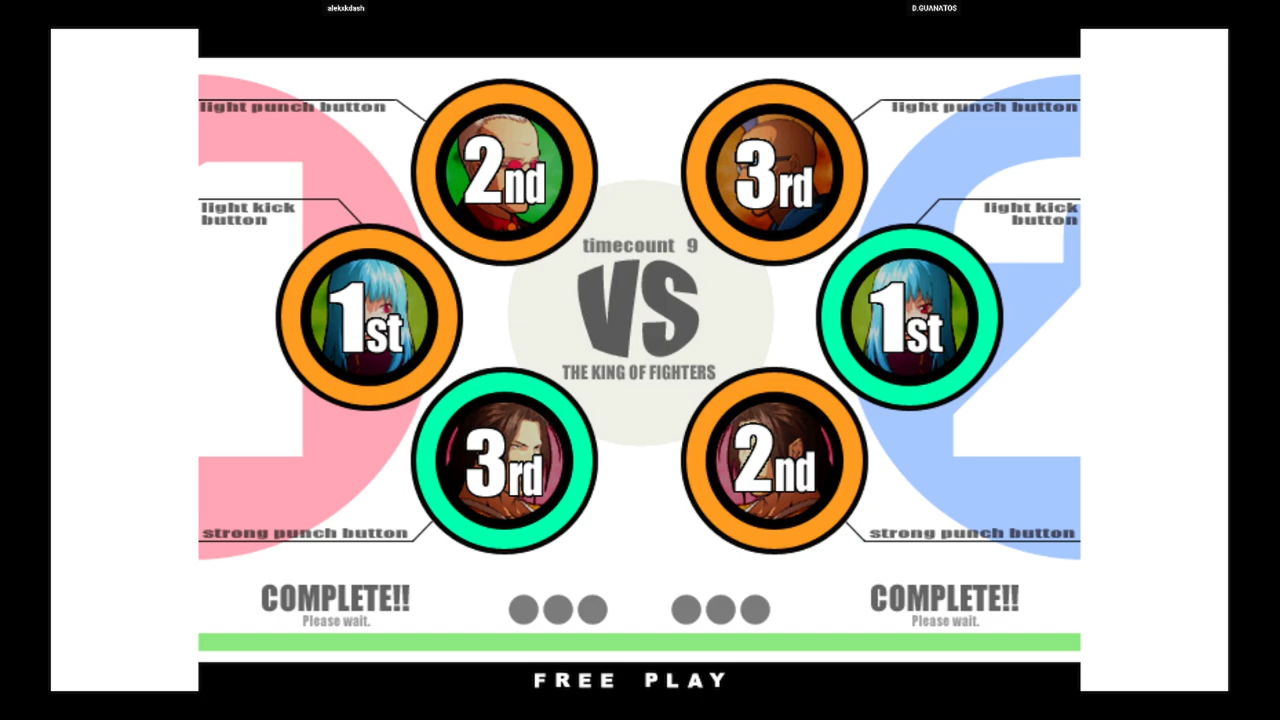 alekxkdash
D.GUANATOS
light punch button
light punch button
2nd
3rd
light kick
button
light kick
button
timecount 9
VS
THE KING OF FIGHTERS
1st
1st
3rd
2nd
strong punch button
strong punch button
COMPLETE!!
Please wait.
COMPLETE!!
Please wait.
FREE PLAY